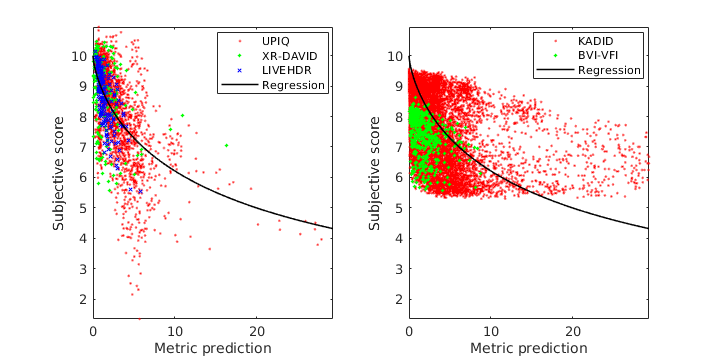 UPIQ
XR-DAVID
LIVEHDR
Regression
10
9
8
7
6
5
4
3
2
0
10
20
Subjective score
Metric prediction
KADID
BVI-VFI
Regression
10
9
8
7
6
5
4
3
2
0
10
20
Subjective score
Metric prediction